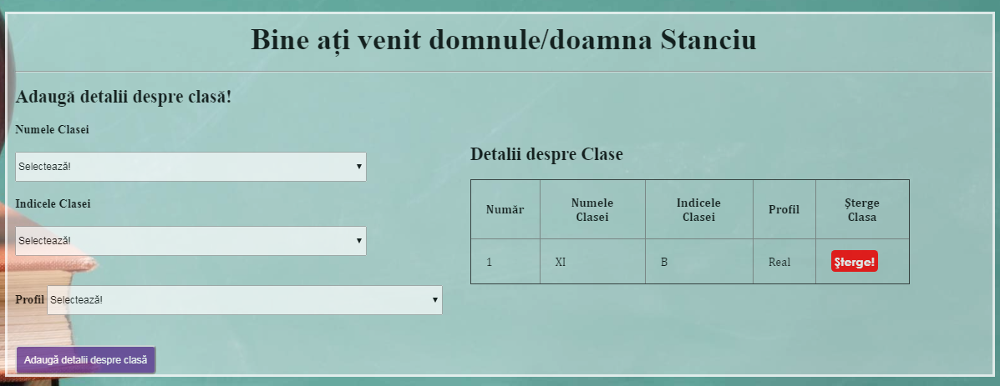 Bine ați venit domnule/doamna Stanciu
Adaugă detalii despre clasă!
Numele Clasei
Selectează!
Indicele Clasei
Selectează!
Profil Selectează!
Adaugă detalii despre clasă
Detalii despre Clase
Număr Numele Clasei Indicele Clasei Profil Şterge Clasa
1 XI B Real Şterge!